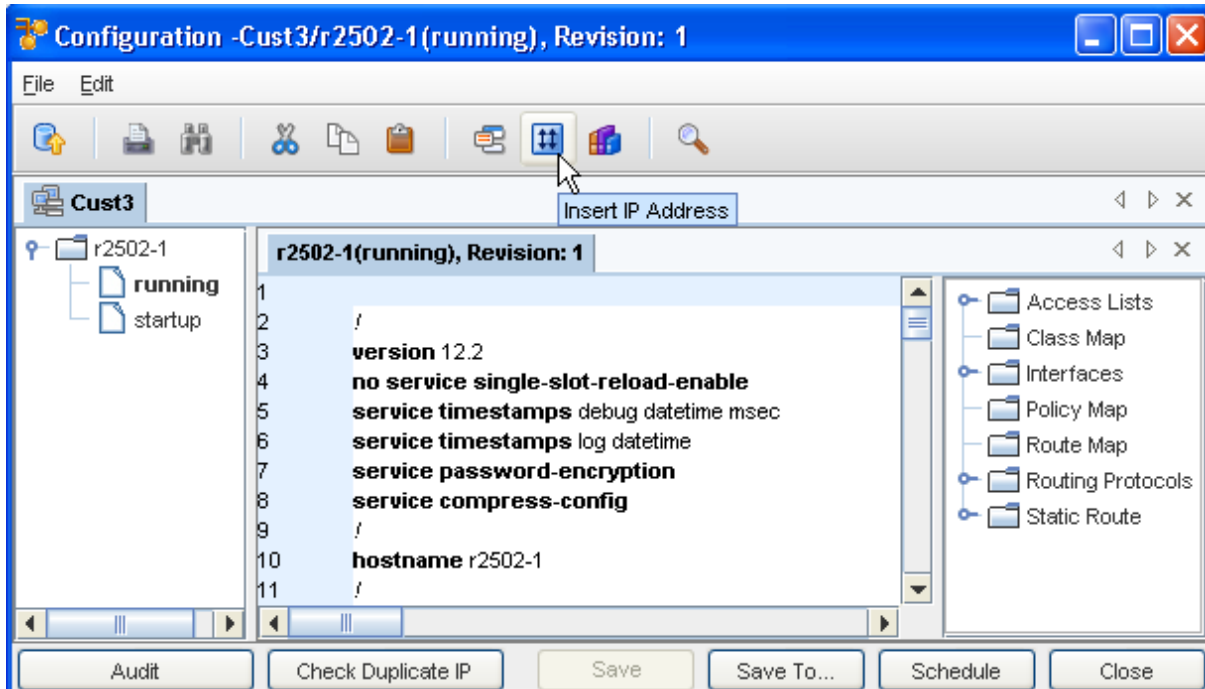 Configuration -Cust3/r2502-1(running), Revision: 1
File Edit
Insert IP Address
Cust3
r2502-1
running
startup
r2502-1(running), Revision: 1
1
2 !
3 version 12.2
4 no service single-slot-reload-enable
5 service timestamps debug datetime msec
6 service timestamps log datetime
7 service password-encryption
8 service compress-config
9 !
10 hostname r2502-1
11 !
Access Lists
Class Map
Interfaces
Policy Map
Route Map
Routing Protocols
Static Route
Audit Check Duplicate IP Save Save To... Schedule Close